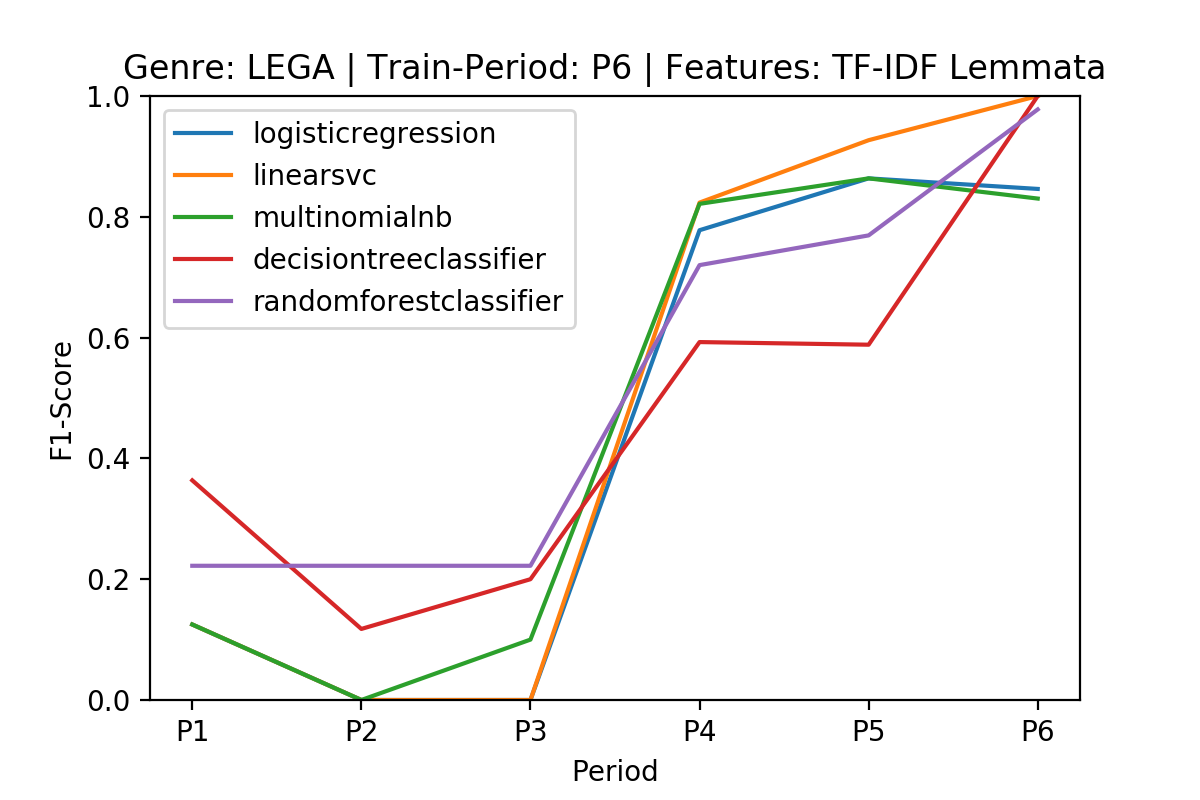 Genre: LEGA | Train-Period: P6 | Features: TF-IDF Lemmata
1.0
0.8
0.6
0.4
0.2
0.0
F1-Score
logisticregression
linearsvc
multinomialnb
decisiontreeclassifier
randomforestclassifier
P1 P2 P3 P4 P5 P6
Period